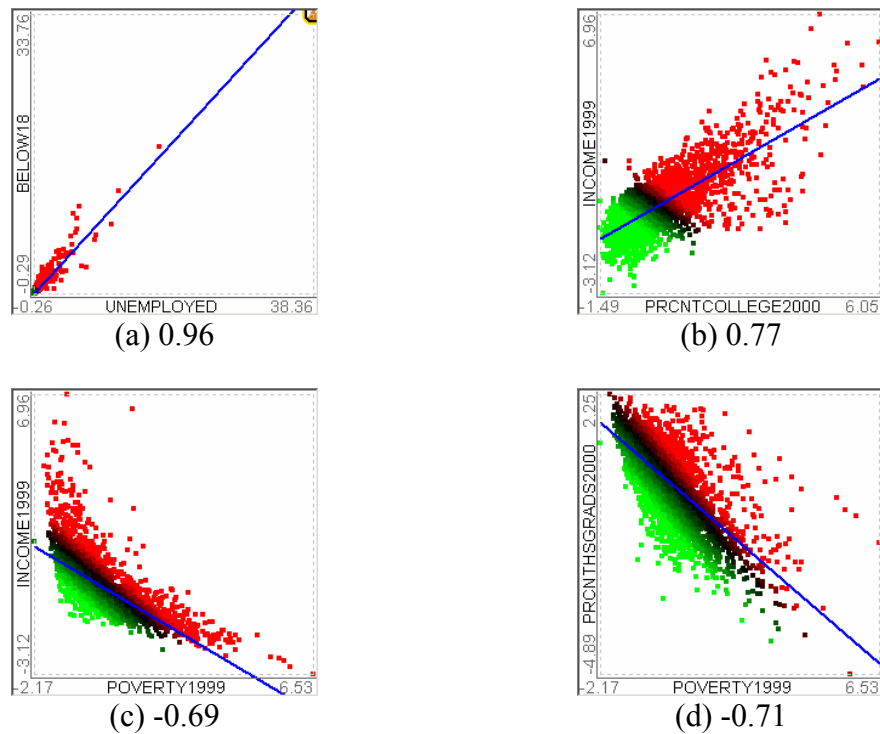 33.76
BELOW18
-0.29
-0.26 UNEMPLOYED 38.36
(a) 0.96
6.96
INCOME1999
-3.12
-1.49 PRCNTCOLLEGE2000 6.05
(b) 0.77
6.96
INCOME1999
-3.12
-2.17 POVERTY1999 6.53
(c) -0.69
2.25
PRCNTHSGRADS2000
-4.89
-2.17 POVERTY1999 6.53
(d) -0.71